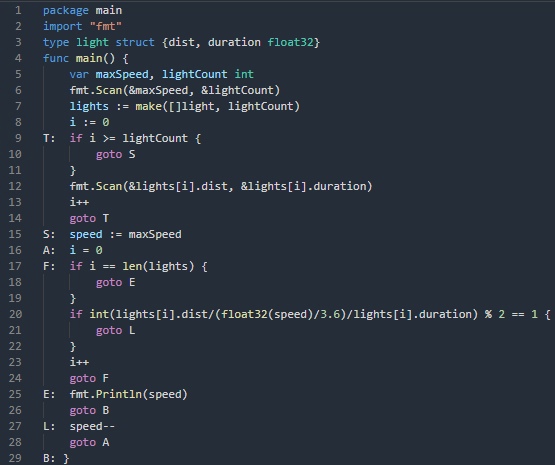 1 package main
2 import "fmt"
3 type light struct {dist, duration float32}
4 func main() {
5     var maxSpeed, lightCount int
6     fmt.Scan(&maxSpeed, &lightCount)
7     lights := make([]light, lightCount)
8     i := 0
9 T:  if i >= lightCount {
10         goto S
11     }
12     fmt.Scan(&lights[i].dist, &lights[i].duration)
13     i++
14     goto T
15 S:  speed := maxSpeed
16 A:  i = 0
17 F:  if i == len(lights) {
18         goto E
19     }
20     if int(lights[i].dist/(float32(speed)/3.6)/lights[i].duration) % 2 == 1 {
21         goto L
22     }
23     i++
24     goto F
25 E:  fmt.Println(speed)
26     goto B
27 L:  speed--
28     goto A
29 B: }